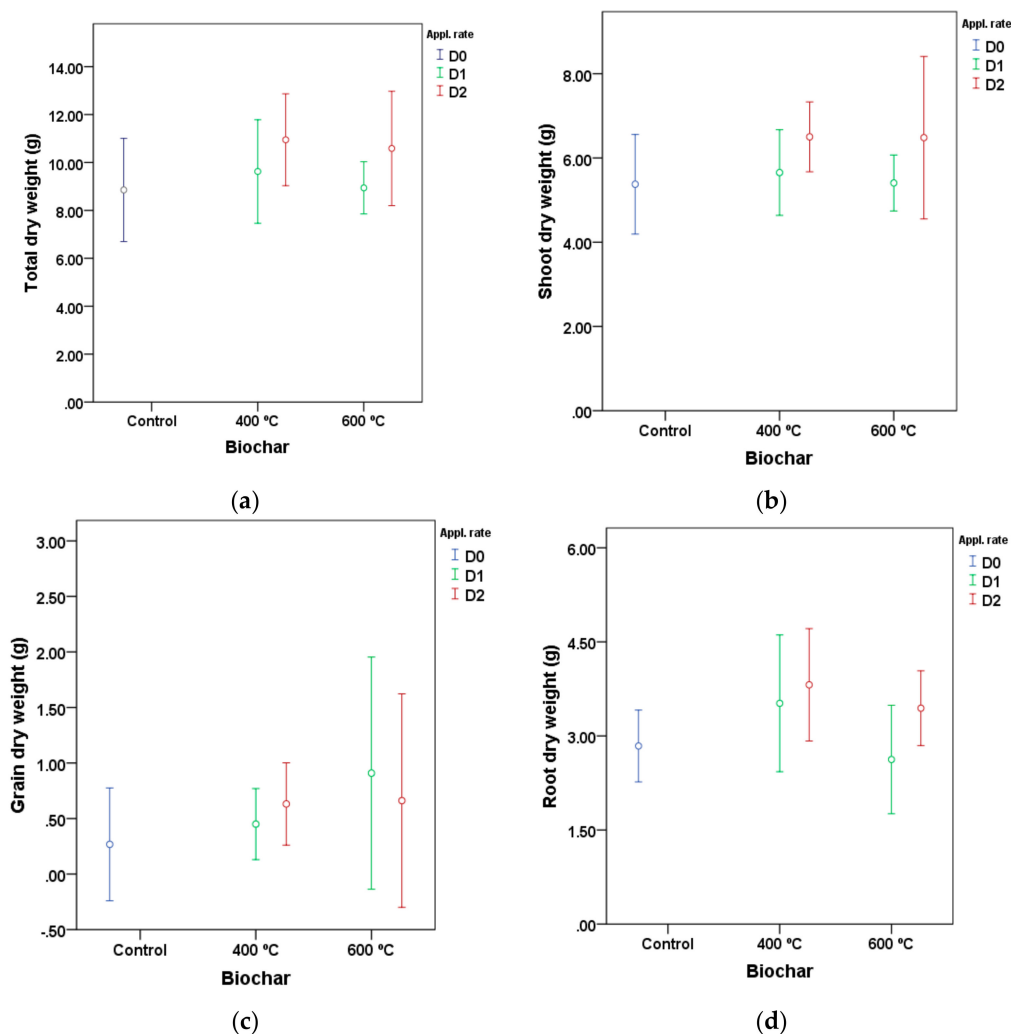 Appl. rate
D0
D1
D2
14.00
12.00
10.00
8.00
6.00
4.00
2.00
.00
Total dry weight (g)
Control 400 ºC 600 ºC
Biochar
(a)
Appl. rate
D0
D1
D2
8.00
6.00
4.00
2.00
.00
Shoot dry weight (g)
Control 400 ºC 600 ºC
Biochar
(b)
Appl. rate
D0
D1
D2
3.00
2.50
2.00
1.50
1.00
.50
.00
-.50
Grain dry weight (g)
Control 400 ºC 600 ºC
Biochar
(c)
Appl. rate
D0
D1
D2
6.00
4.50
3.00
1.50
.00
Root dry weight (g)
Control 400 ºC 600 ºC
Biochar
(d)